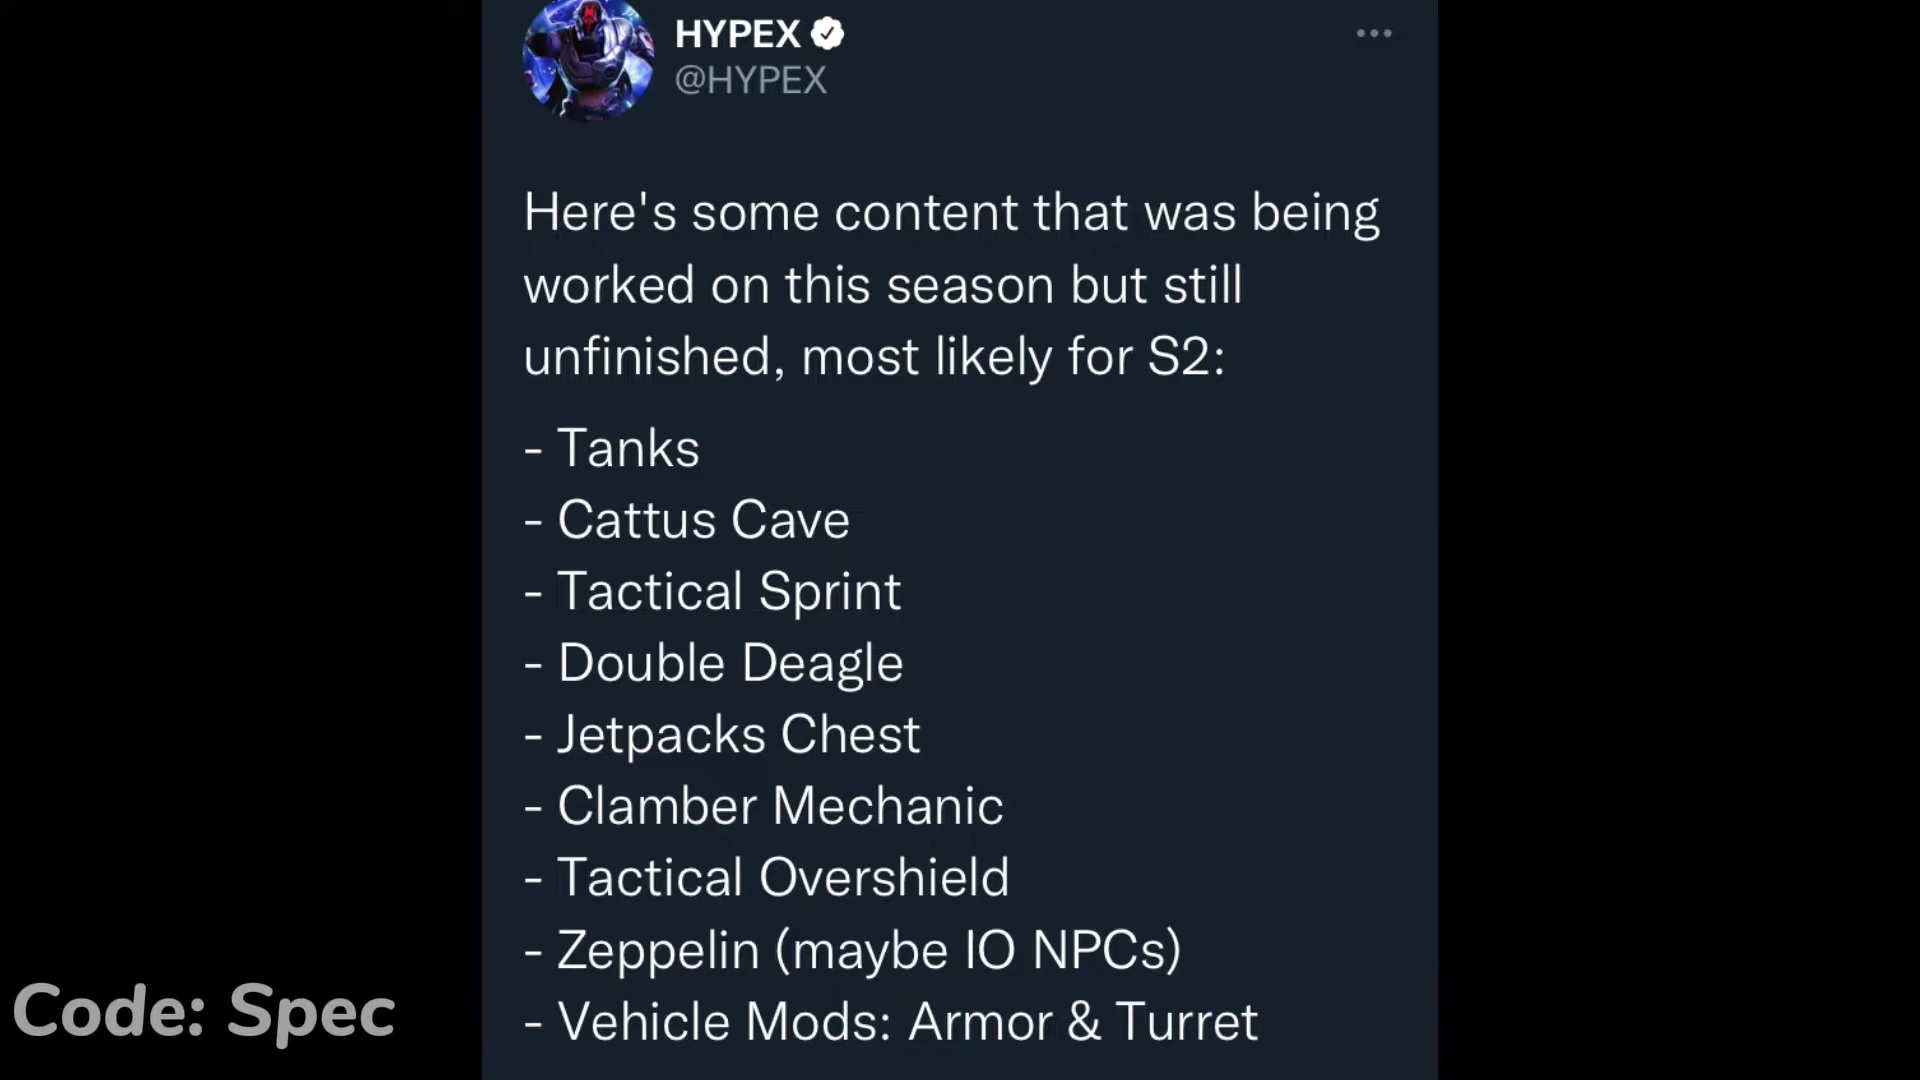 HYPEX
@HYPEX
Here's some content that was being
worked on this season but still
unfinished, most likely for S2:
- Tanks
- Cattus Cave
- Tactical Sprint
- Double Deagle
- Jetpacks Chest
- Clamber Mechanic
- Tactical Overshield
- Zeppelin (maybe IO NPCs)
- Vehicle Mods: Armor & Turret
Code: Spec